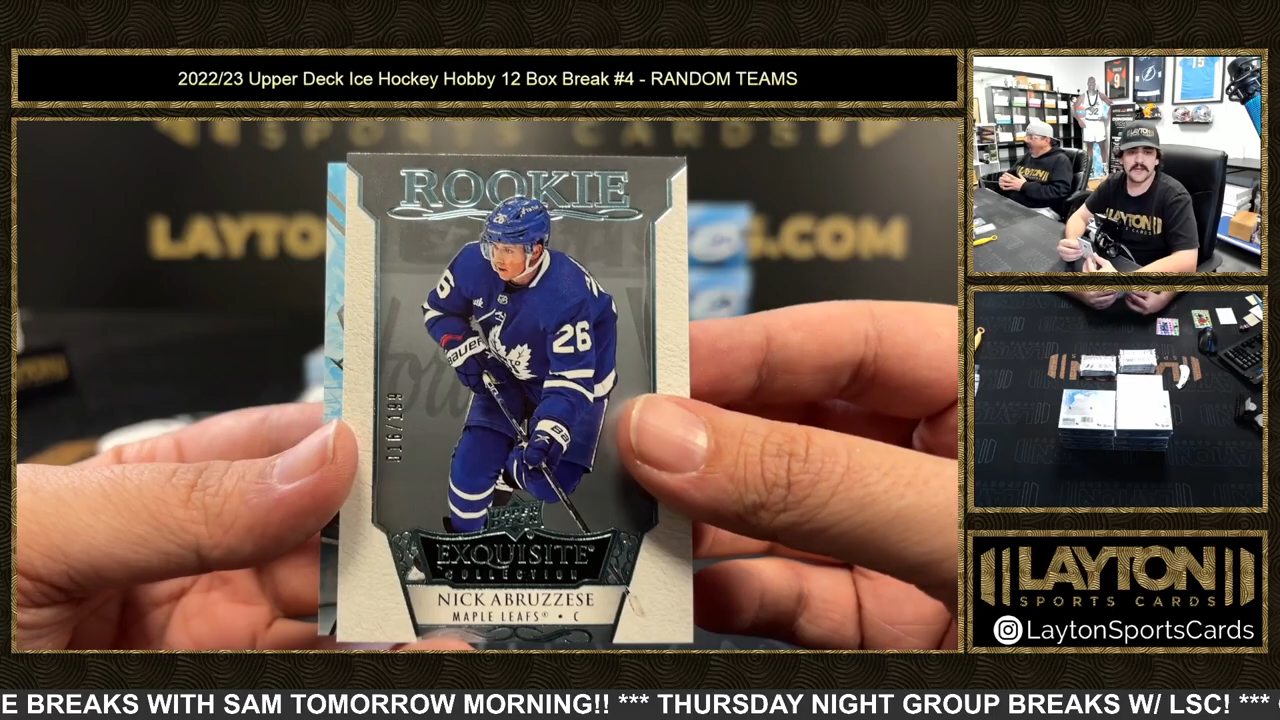 2022/23 Upper Deck Ice Hockey Hobby 12 Box Break #4 - RANDOM TEAMS
ROOKIE
26
26
BAUER
EXQUISITE
COLLECTION
NICK ABRUZZESE
MAPLE LEAFS • C
LAYTON
SPORTS CARDS
LaytonSportsCards
E BREAKS WITH SAM TOMORROW MORNING!! *** THURSDAY NIGHT GROUP BREAKS W/ LSC! ***